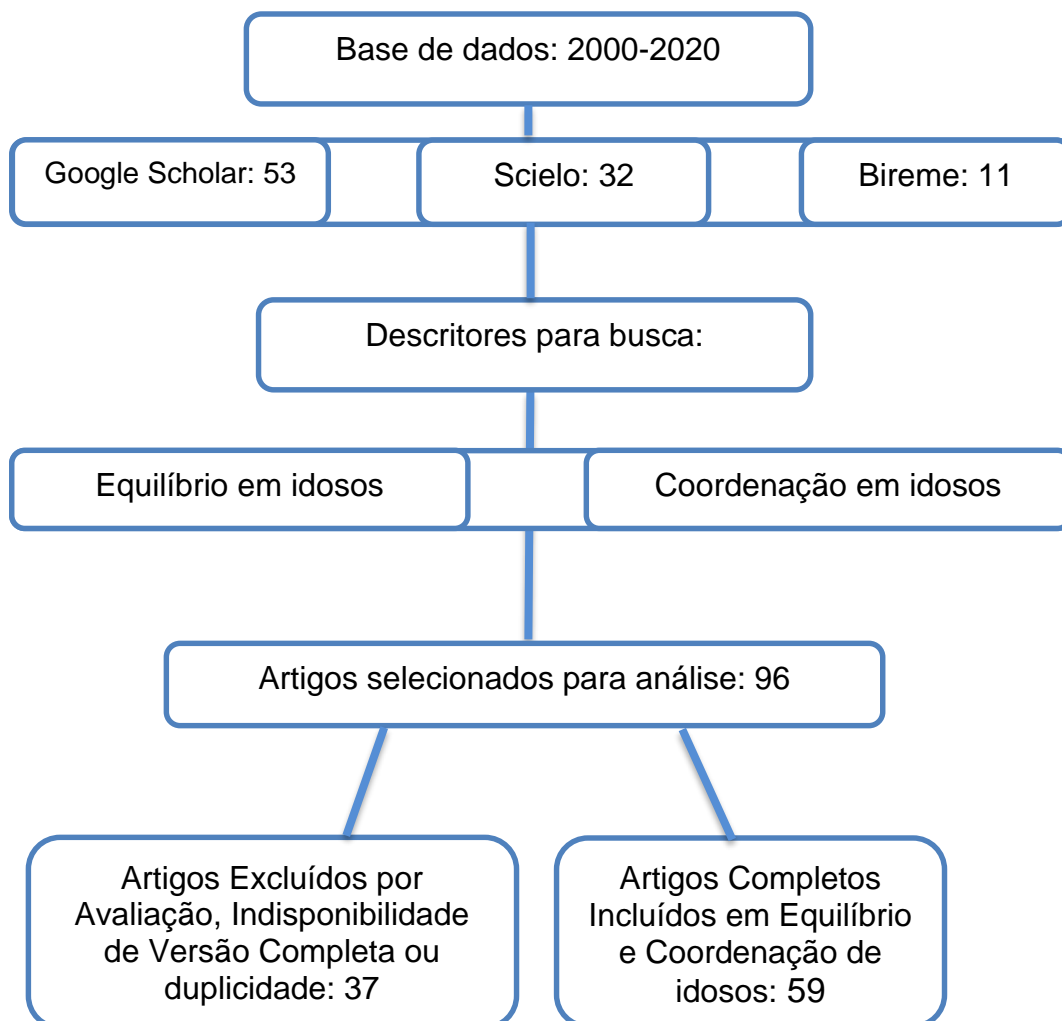 Base de dados: 2000-2020
Google Scholar: 53
Scielo: 32
Bireme: 11
Descritores para busca:
Equilíbrio em idosos
Coordenação em idosos
Artigos selecionados para análise: 96
Artigos Excluídos por
Avaliação, Indisponibilidade
de Versão Completa ou
duplicidade: 37
Artigos Completos
Incluídos em Equilíbrio
e Coordenação de
idosos: 59